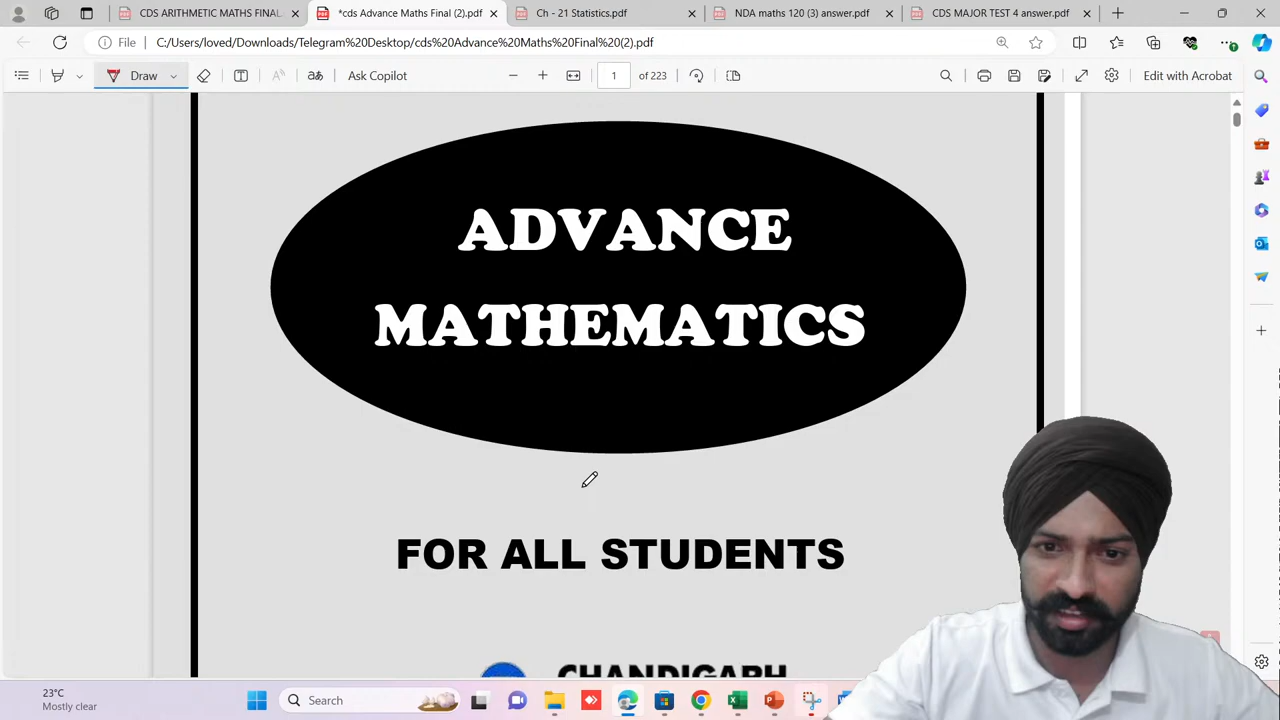 CDS ARITHMETIC MATHS FINAL.
*cds Advance Maths Final (2).pdf
Ch - 21 Statistics.pdf
NDA maths 120 (3)answer.pdf
CDS MAJOR TEST 4 answer.pdf
File
C:/Users/loved/Downloads/Telegram%20Desktop/cds%20Advance%20Maths%20Final%20(2).pdf
Draw
Ask Copilot
1
of 223
Edit with Acrobat
ADVANCE
MATHEMATICS
FOR ALL STUDENTS
CHANDIGARH
23°C
Mostly clear
Search